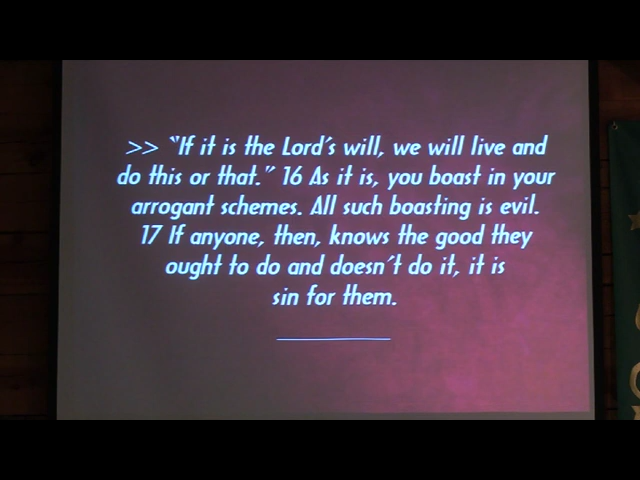 >> “If it is the Lord's will, we will live and
do this or that.” 16 As it is, you boast in your
arrogant schemes. All such boasting is evil.
17 If anyone, then, knows the good they
ought to do and doesn't do it, it is
sin for them.